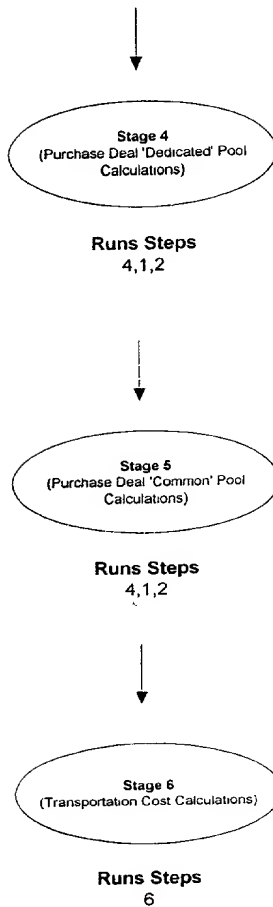 Stage 4
(Purchase Deal 'Dedicated' Pool
Calculations)
Runs Steps
4,1,2
Stage 5
(Purchase Deal 'Common' Pool
Calculations)
Runs Steps
4,1,2
Stage 6
(Transportation Cost Calculations)
Runs Steps
6